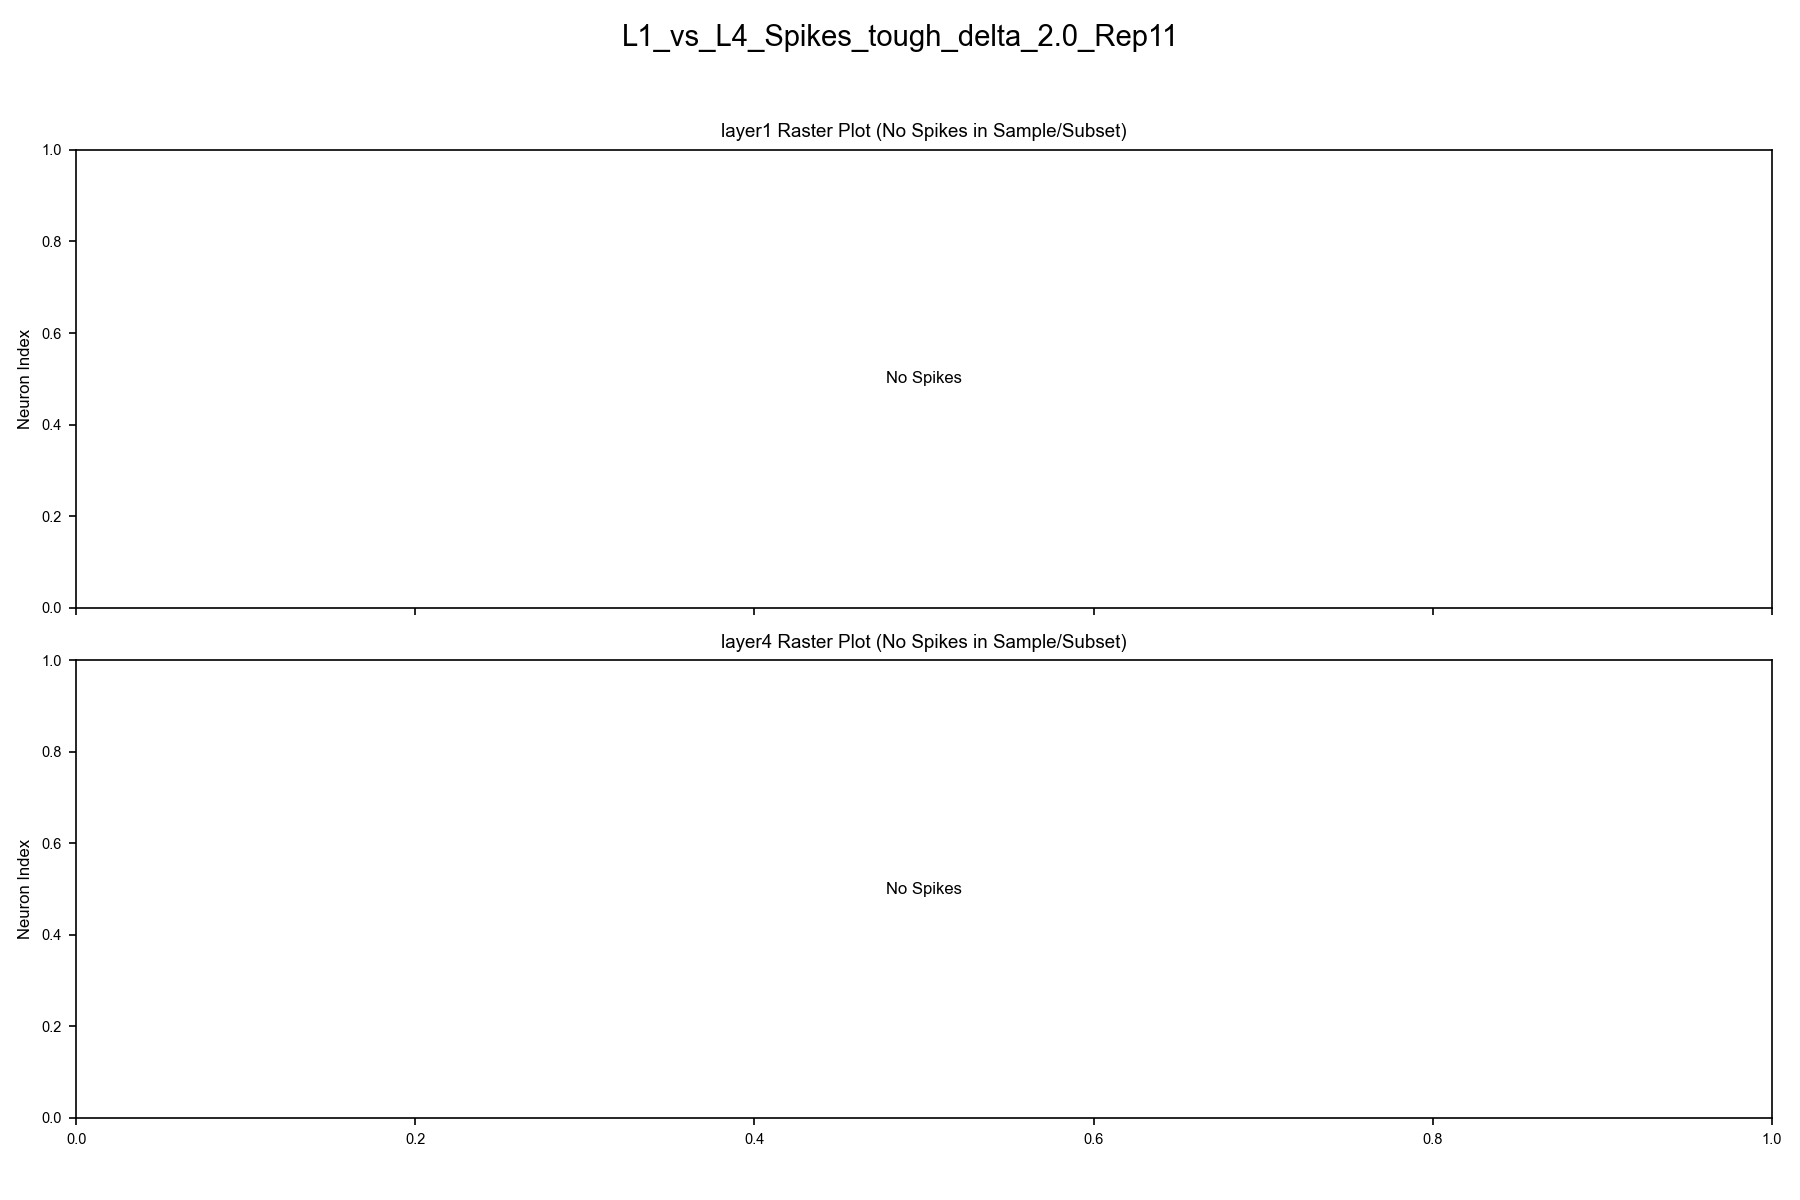 L1_vs_L4_Spikes_tough_delta_2.0_Rep11
layer1 Raster Plot (No Spikes in Sample/Subset)
1.0
0.8
0.6
0.4
0.2
0.0
Neuron Index
No Spikes
layer4 Raster Plot (No Spikes in Sample/Subset)
1.0
0.8
0.6
0.4
0.2
0.0
Neuron Index
No Spikes
0.0 0.2 0.4 0.6 0.8 1.0